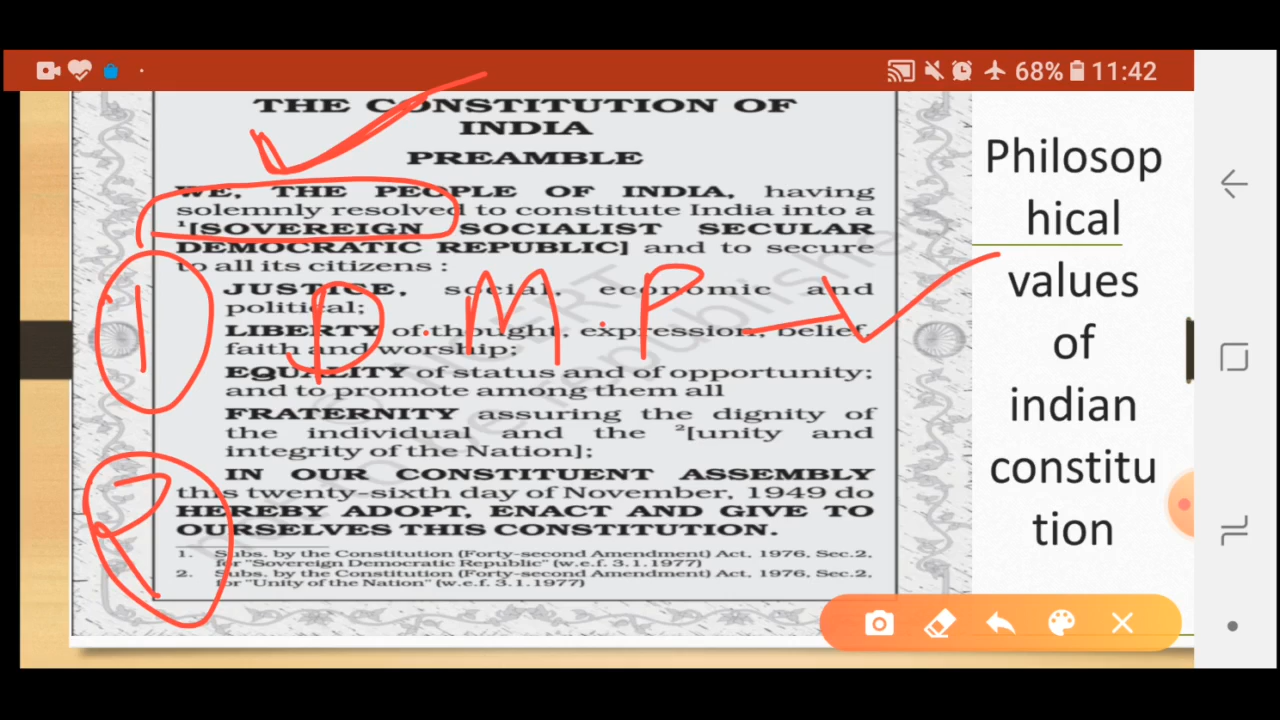 68% 11:42
THE CONSTITUTION OF
INDIA
PREAMBLE
WE, THE PEOPLE OF INDIA, having
solemnly resolved to constitute India into a
1[SOVEREIGN SOCIALIST SECULAR
DEMOCRATIC REPUBLIC] and to secure
to all its citizens :
JUSTICE, social, economic and
political;
LIBERTY of thought, expression, belief,
faith and worship;
EQUALITY of status and of opportunity;
and to promote among them all
FRATERNITY assuring the dignity of
the individual and the 2[unity and
integrity of the Nation];
IN OUR CONSTITUENT ASSEMBLY
this twenty-sixth day of November, 1949 do
HEREBY ADOPT, ENACT AND GIVE TO
OURSELVES THIS CONSTITUTION.
1. Subs. by the Constitution (Forty-second Amendment) Act, 1976, Sec.2,
for "Sovereign Democratic Republic" (w.e.f. 3.1.1977)
2. Subs. by the Constitution (Forty-second Amendment) Act, 1976, Sec.2,
for "Unity of the Nation" (w.e.f. 3.1.1977)
D.M.P
Philosop
hical
values
of
indian
constitu
tion